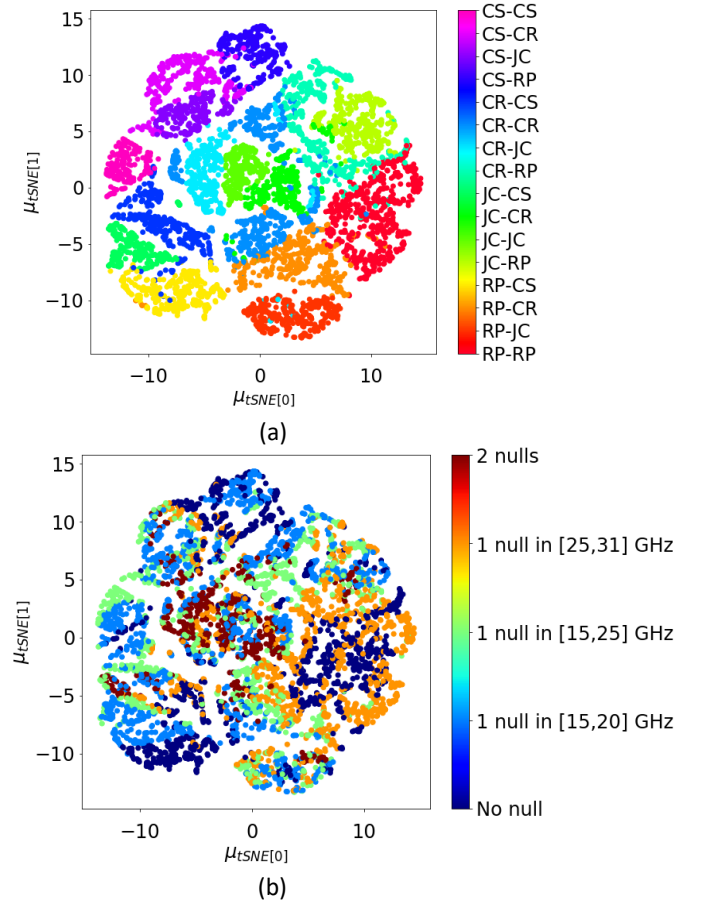 15
10
5
0
−5
−10
μtSNE[1]
−10
0
10
μtSNE[0]
CS-CS
CS-CR
CS-JC
CS-RP
CR-CS
CR-CR
CR-JC
CR-RP
JC-CS
JC-CR
JC-JC
JC-RP
RP-CS
RP-CR
RP-JC
RP-RP
(a)
15
10
5
0
−5
−10
μtSNE[1]
−10
0
10
μtSNE[0]
2 nulls
1 null in [25,31] GHz
1 null in [15,25] GHz
1 null in [15,20] GHz
No null
(b)